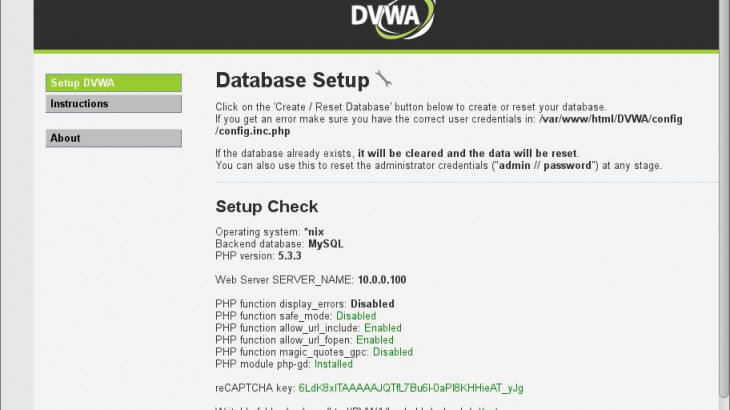 DVWA
Setup DVWA
Instructions
About
Database Setup
Click on the 'Create / Reset Database' button below to create or reset your database.
If you get an error make sure you have the correct user credentials in: /var/www/html/DVWA/config
/config.inc.php
If the database already exists, it will be cleared and the data will be reset.
You can also use this to reset the administrator credentials ("admin // password") at any stage.
Setup Check
Operating system: *nix
Backend database: MySQL
PHP version: 5.3.3
Web Server SERVER_NAME: 10.0.0.100
PHP function display_errors: Disabled
PHP function safe_mode: Disabled
PHP function allow_url_include: Enabled
PHP function allow_url_fopen: Enabled
PHP function magic_quotes_gpc: Disabled
PHP module php-gd: Installed
reCAPTCHA key: